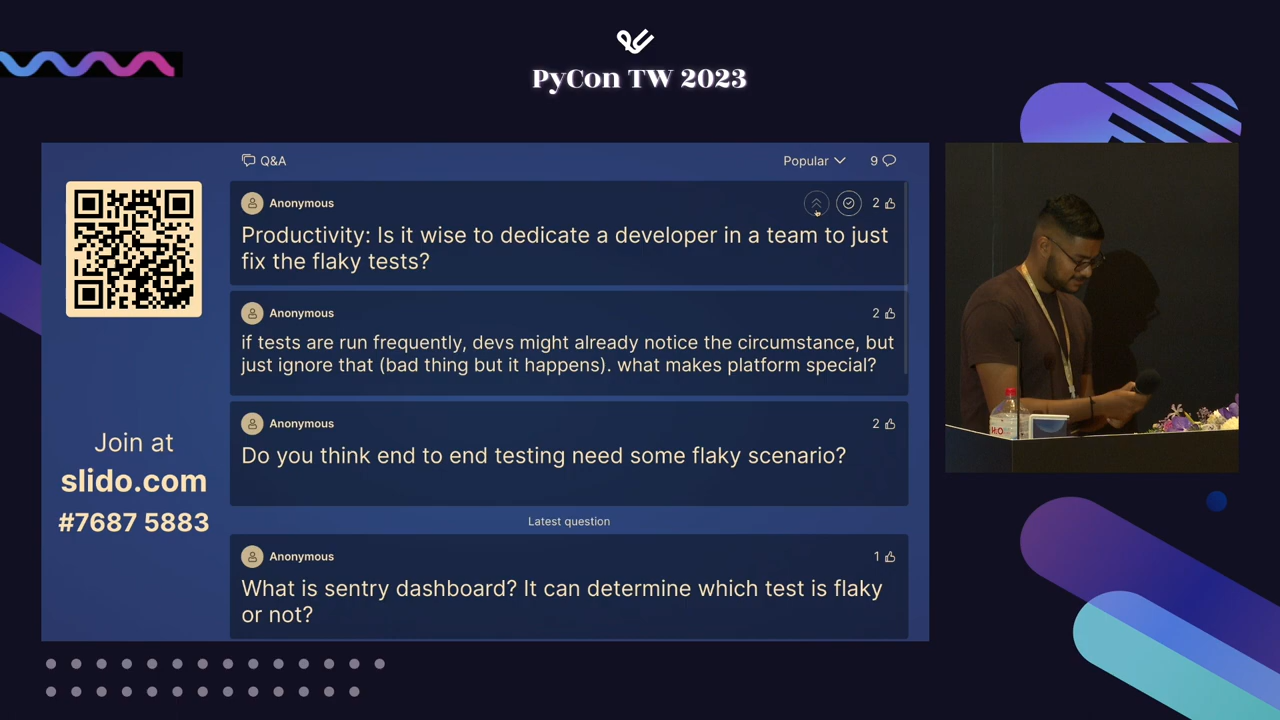 PyCon TW 2023
Q&A
Popular
9
Anonymous
2
Productivity: Is it wise to dedicate a developer in a team to just
fix the flaky tests?
Anonymous
2
if tests are run frequently, devs might already notice the circumstance, but
just ignore that (bad thing but it happens). what makes platform special?
Anonymous
2
Do you think end to end testing need some flaky scenario?
Latest question
Anonymous
1
What is sentry dashboard? It can determine which test is flaky
or not?
Join at
slido.com
#7687 5883
H2O